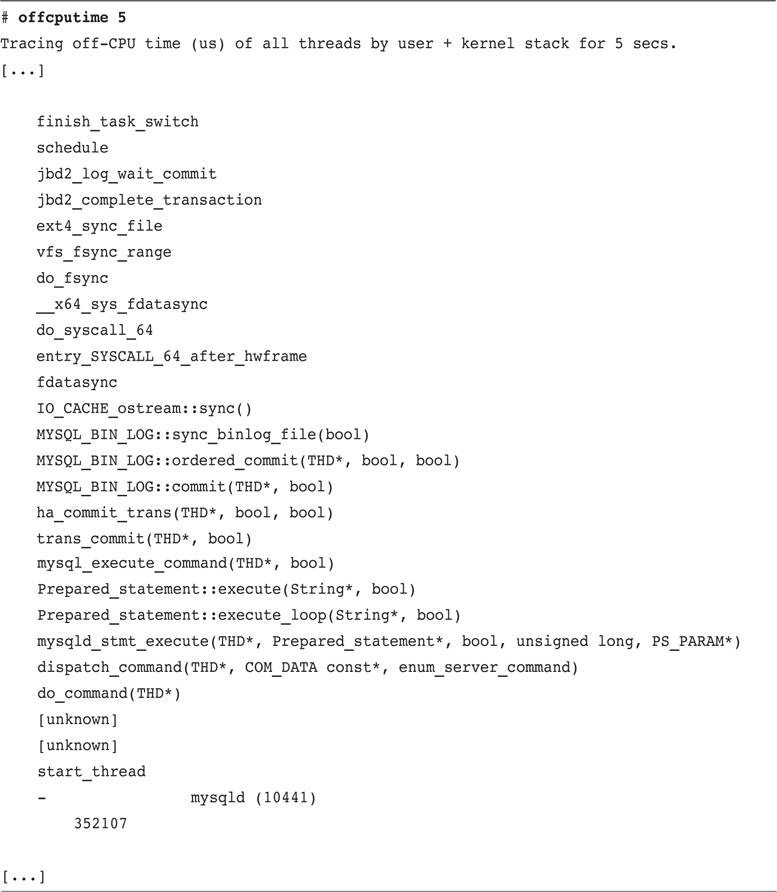 # offcputime 5
Tracing off-CPU time (us) of all threads by user + kernel stack for 5 secs.
[...]
finish_task_switch
schedule
jbd2_log_wait_commit
jbd2_complete_transaction
ext4_sync_file
vfs_fsync_range
do_fsync
__x64_sys_fdatasync
do_syscall_64
entry_SYSCALL_64_after_hwframe
fdatasync
IO_CACHE_ostream::sync()
MYSQL_BIN_LOG::sync_binlog_file(bool)
MYSQL_BIN_LOG::ordered_commit(THD*, bool, bool)
MYSQL_BIN_LOG::commit(THD*, bool)
ha_commit_trans(THD*, bool, bool)
trans_commit(THD*, bool)
mysql_execute_command(THD*, bool)
Prepared_statement::execute(String*, bool)
Prepared_statement::execute_loop(String*, bool)
mysqld_stmt_execute(THD*, Prepared_statement*, bool, unsigned long, PS_PARAM*)
dispatch_command(THD*, COM_DATA const*, enum_server_command)
do_command(THD*)
[unknown]
[unknown]
start_thread
-                mysqld (10441)
352107
[...]